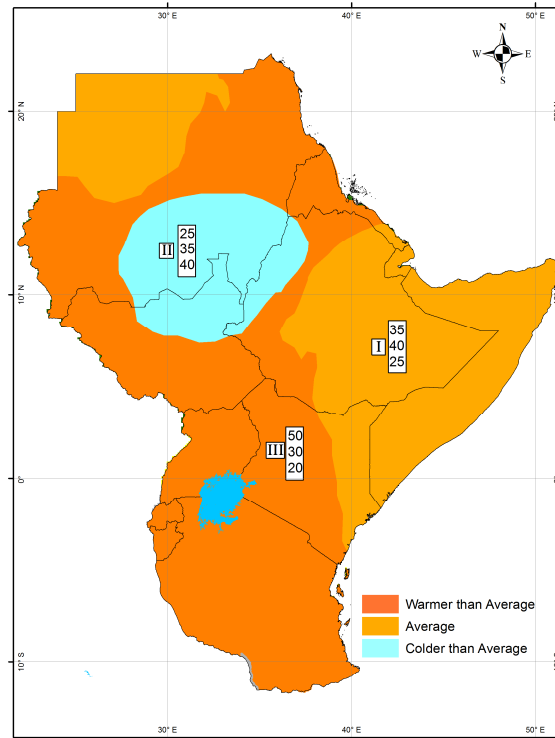 30° E 40° E 50° E
N
W E
S
20°N
II 25
35
40
10°N
I 35
40
25
III 50
30
20
0°
Warmer than Average
Average
Colder than Average
10°S
30° E 40° E 50° E